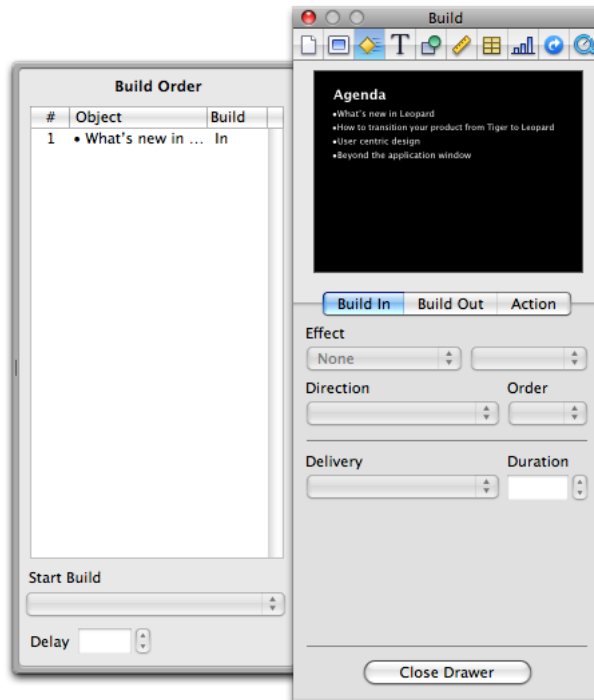 Build
T
Build Order
# Object Build
1 • What's new in ... In
Start Build
Delay
Agenda
•What's new in Leopard
•How to transition your product from Tiger to Leopard
•User centric design
•Beyond the application window
Build In Build Out Action
Effect
None
Direction Order
Delivery Duration
Close Drawer